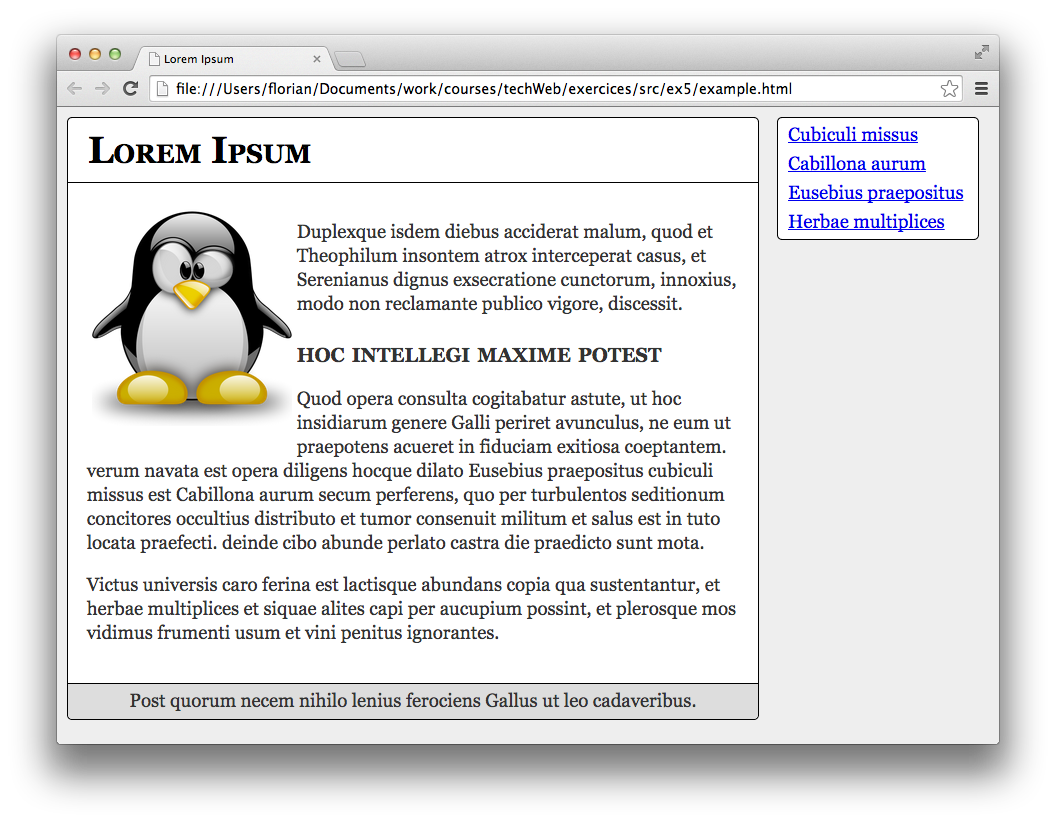 Lorem Ipsum
file:///Users/florian/Documents/work/courses/techWeb/exercices/src/ex5/example.html
Lorem Ipsum
Duplexque isdem diebus acciderat malum, quod et
Theophilum insontem atrox interceperat casus, et
Serenianus dignus exsecratione cunctorum, innoxius,
modo non reclamante publico vigore, discessit.
hoc intellegi maxime potest
Quod opera consulta cogitabatur astute, ut hoc
insidiarum genere Galli periret avunculus, ne eum ut
praepotens acueret in fiduciam exitiosa coeptantem.
verum navata est opera diligens hocque dilato Eusebius praepositus cubiculi
missus est Cabillona aurum secum perferens, quo per turbulentos seditionum
concitores occultius distributo et tumor consenuit militum et salus est in tuto
locata praefecti. deinde cibo abunde perlato castra die praedicto sunt mota.
Victus universis caro ferina est lactisque abundans copia qua sustentantur, et
herbae multiplices et siquae alites capi per aucupium possint, et plerosque mos
vidimus frumenti usum et vini penitus ignorantes.
Post quorum necem nihilo lenius ferociens Gallus ut leo cadaveribus.
Cubiculi missus
Cabillona aurum
Eusebius praepositus
Herbae multiplices